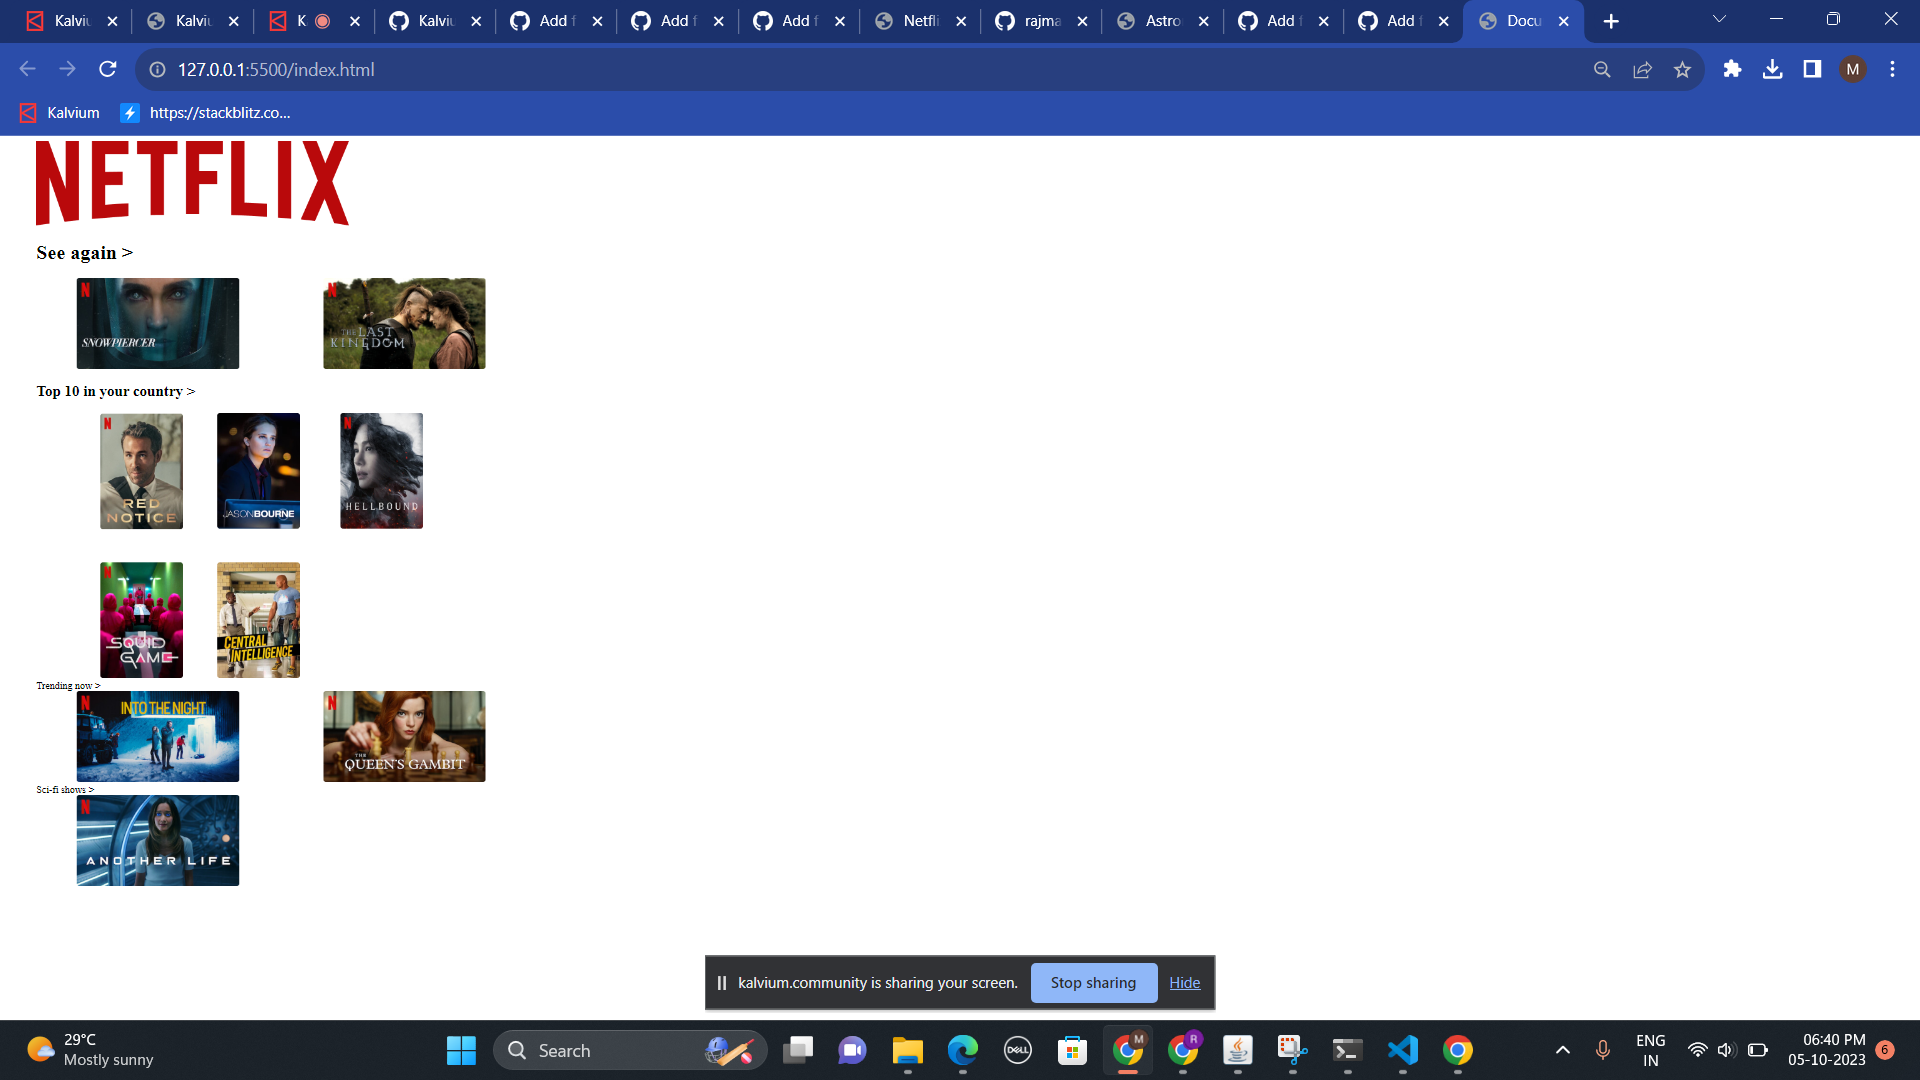 Kalviu
Kalviu
K
Kalviu
Add f
Add f
Add f
Netfli
rajma
Astro
Add f
Add f
Docu
127.0.0.1:5500/index.html
M
Kalvium
https://stackblitz.co...
NETFLIX
See again >
N
SNOWPIERCER
N
THE LAST
KINGDOM
Top 10 in your country >
N
RED
NOTICE
JASONBOURNE
N
HELLBOUND
N
SQUID
GAME
CENTRAL
INTELLIGENCE
Trending now >
N
INTO THE NIGHT
N
THE
QUEEN'S GAMBIT
Sci-fi shows >
N
ANOTHER LIFE
kalvium.community is sharing your screen.
Stop sharing
Hide
29°C
Mostly sunny
Search
DELL
M
R
ENG
IN
06:40 PM
05-10-2023
6